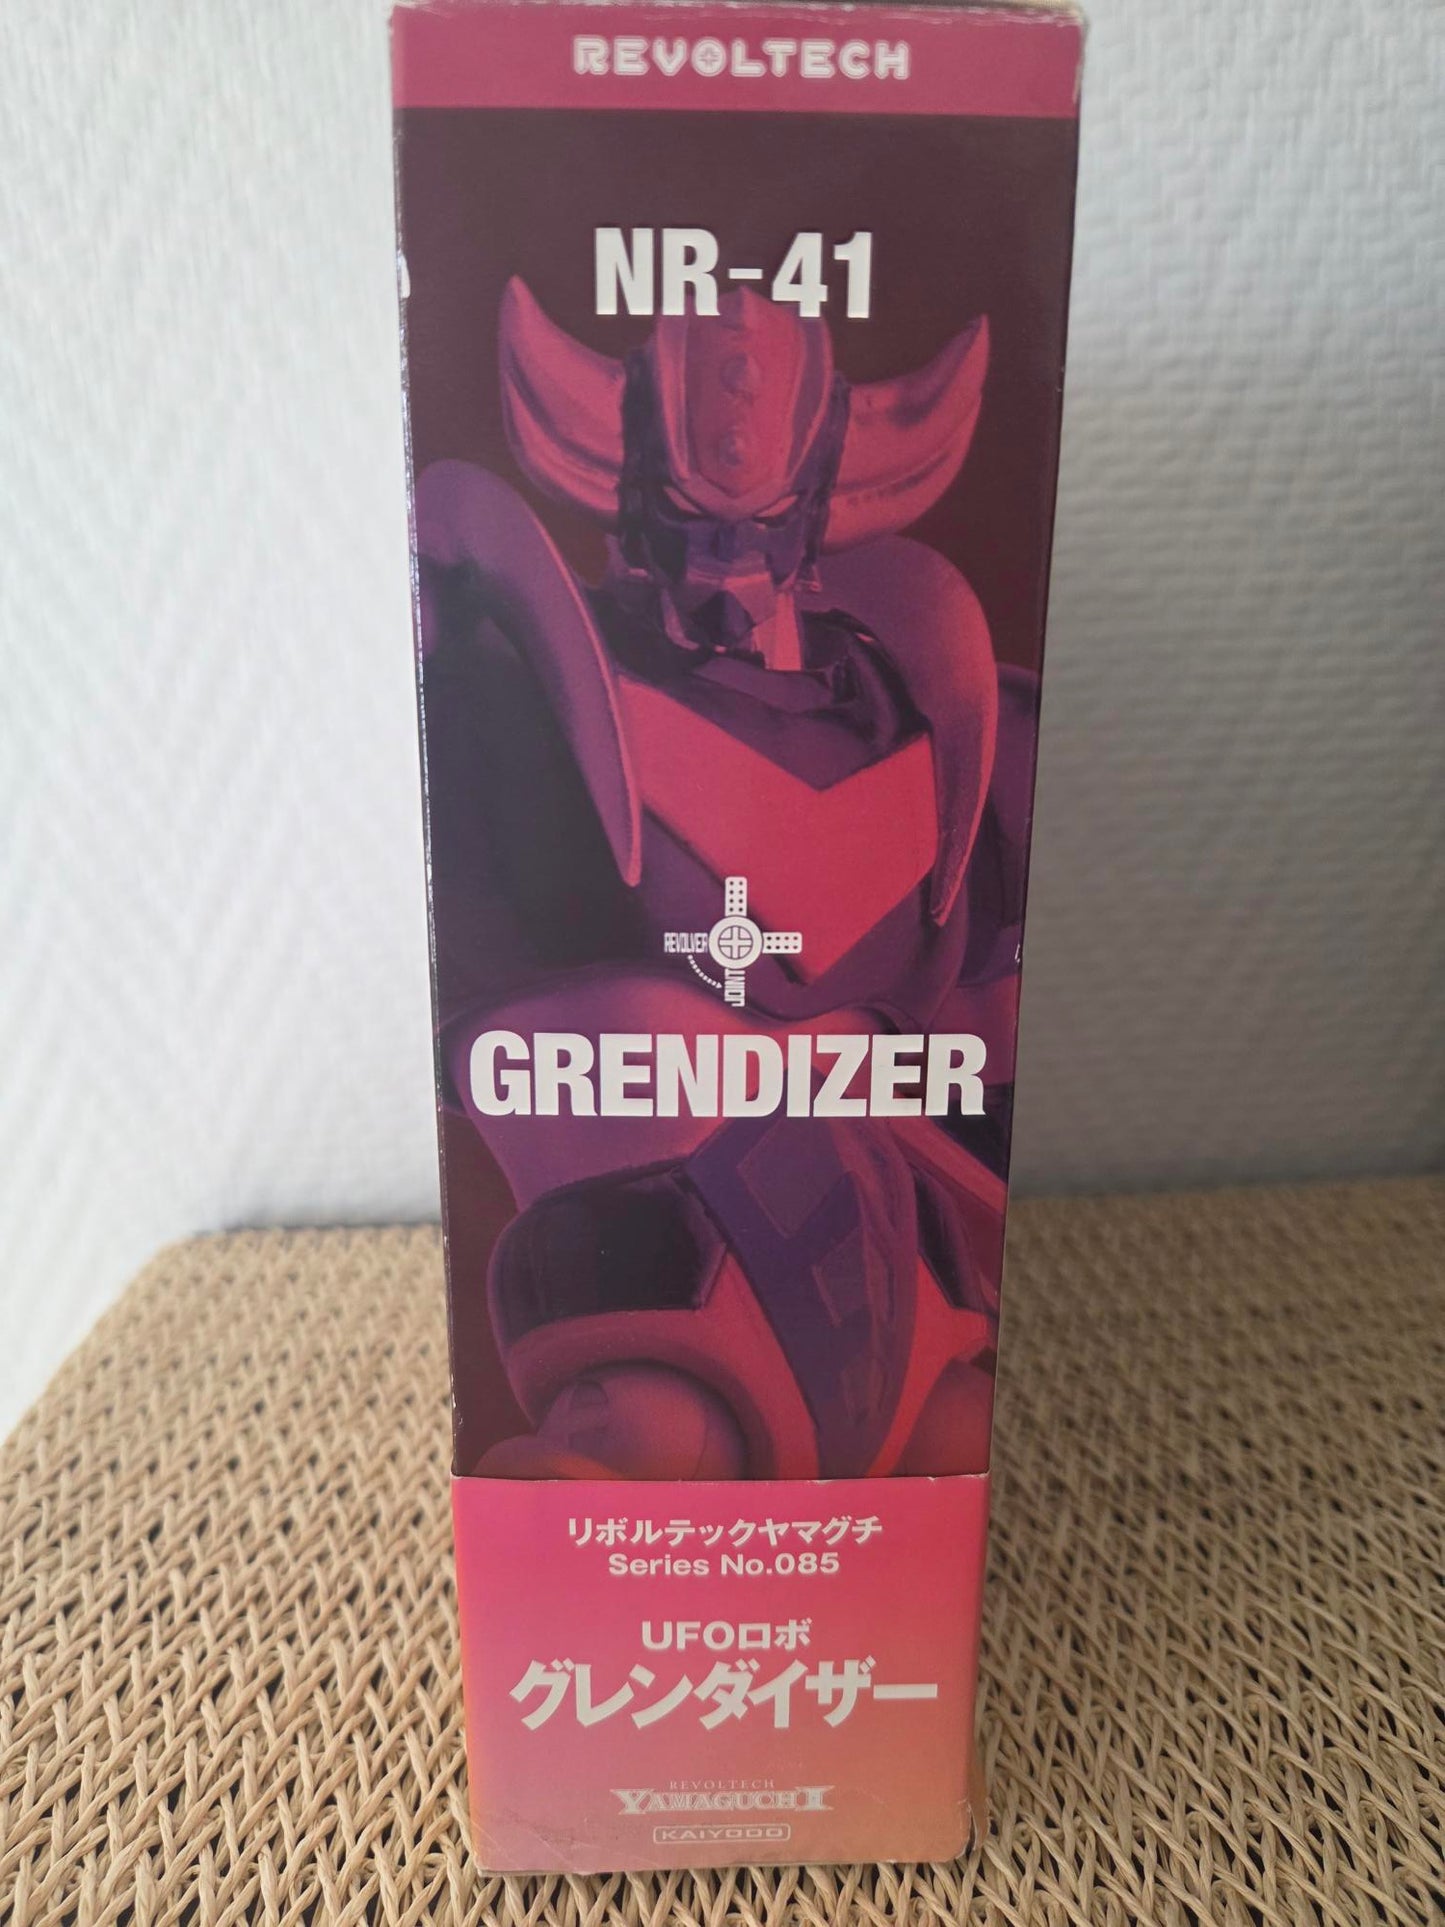 REVOLTECH
NR-41
REVOLVER
JOINT
GRENDIZER
リボルテックヤマグチ
Series No.085
UFOロボ
グレンダイザー
REVOLTECH
YAMAGUCHI
KAIYODO